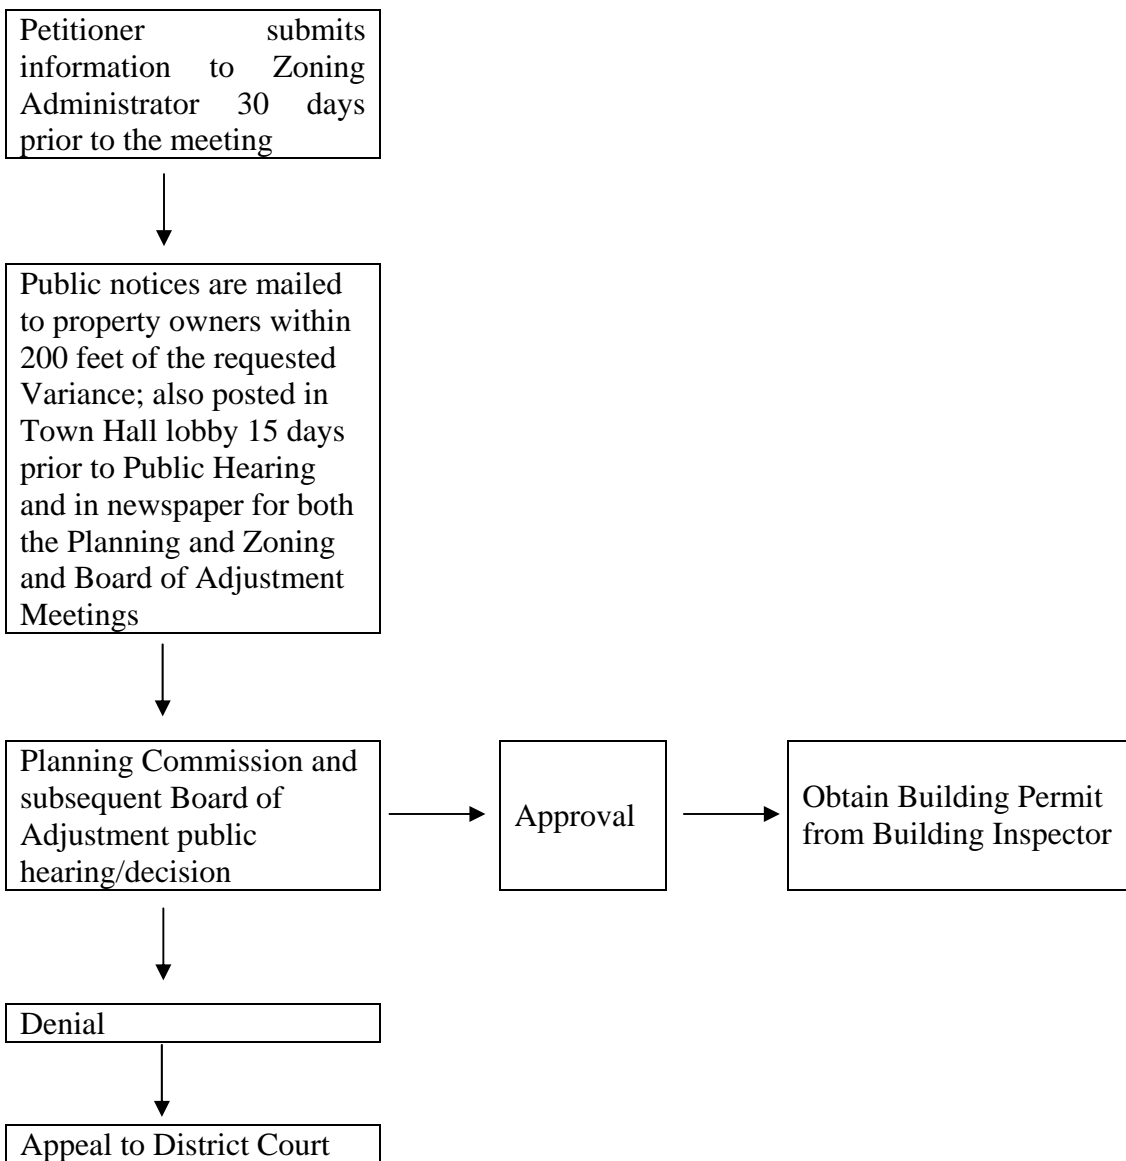 Petitioner submits
information to Zoning
Administrator 30 days
prior to the meeting
Public notices are mailed
to property owners within
200 feet of the requested
Variance; also posted in
Town Hall lobby 15 days
prior to Public Hearing
and in newspaper for both
the Planning and Zoning
and Board of Adjustment
Meetings
Planning Commission and
subsequent Board of
Adjustment public
hearing/decision
Approval
Obtain Building Permit
from Building Inspector
Denial
Appeal to District Court